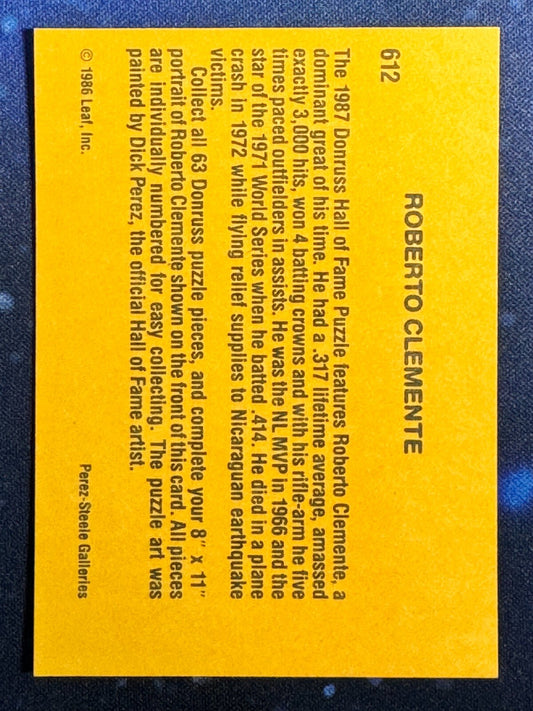 612
ROBERTO CLEMENTE
The 1987 Donruss Hall of Fame Puzzle features Roberto Clemente, a
dominant great of his time. He had a .317 lifetime average, amassed
exactly 3,000 hits, won 4 batting crowns and with his rifle-arm he five
times paced outfielders in assists. He was the NL MVP in 1966 and the
star of the 1971 World Series when he batted .414. He died in a plane
crash in 1972 while flying relief supplies to Nicaraguan earthquake
victims.
Collect all 63 Donruss puzzle pieces, and complete your 8" x 11"
portrait of Roberto Clemente shown on the front of this card. All pieces
are individually numbered for easy collecting. The puzzle art was
painted by Dick Perez, the official Hall of Fame artist.
© 1986 Leaf, Inc.
Perez-Steele Galleries